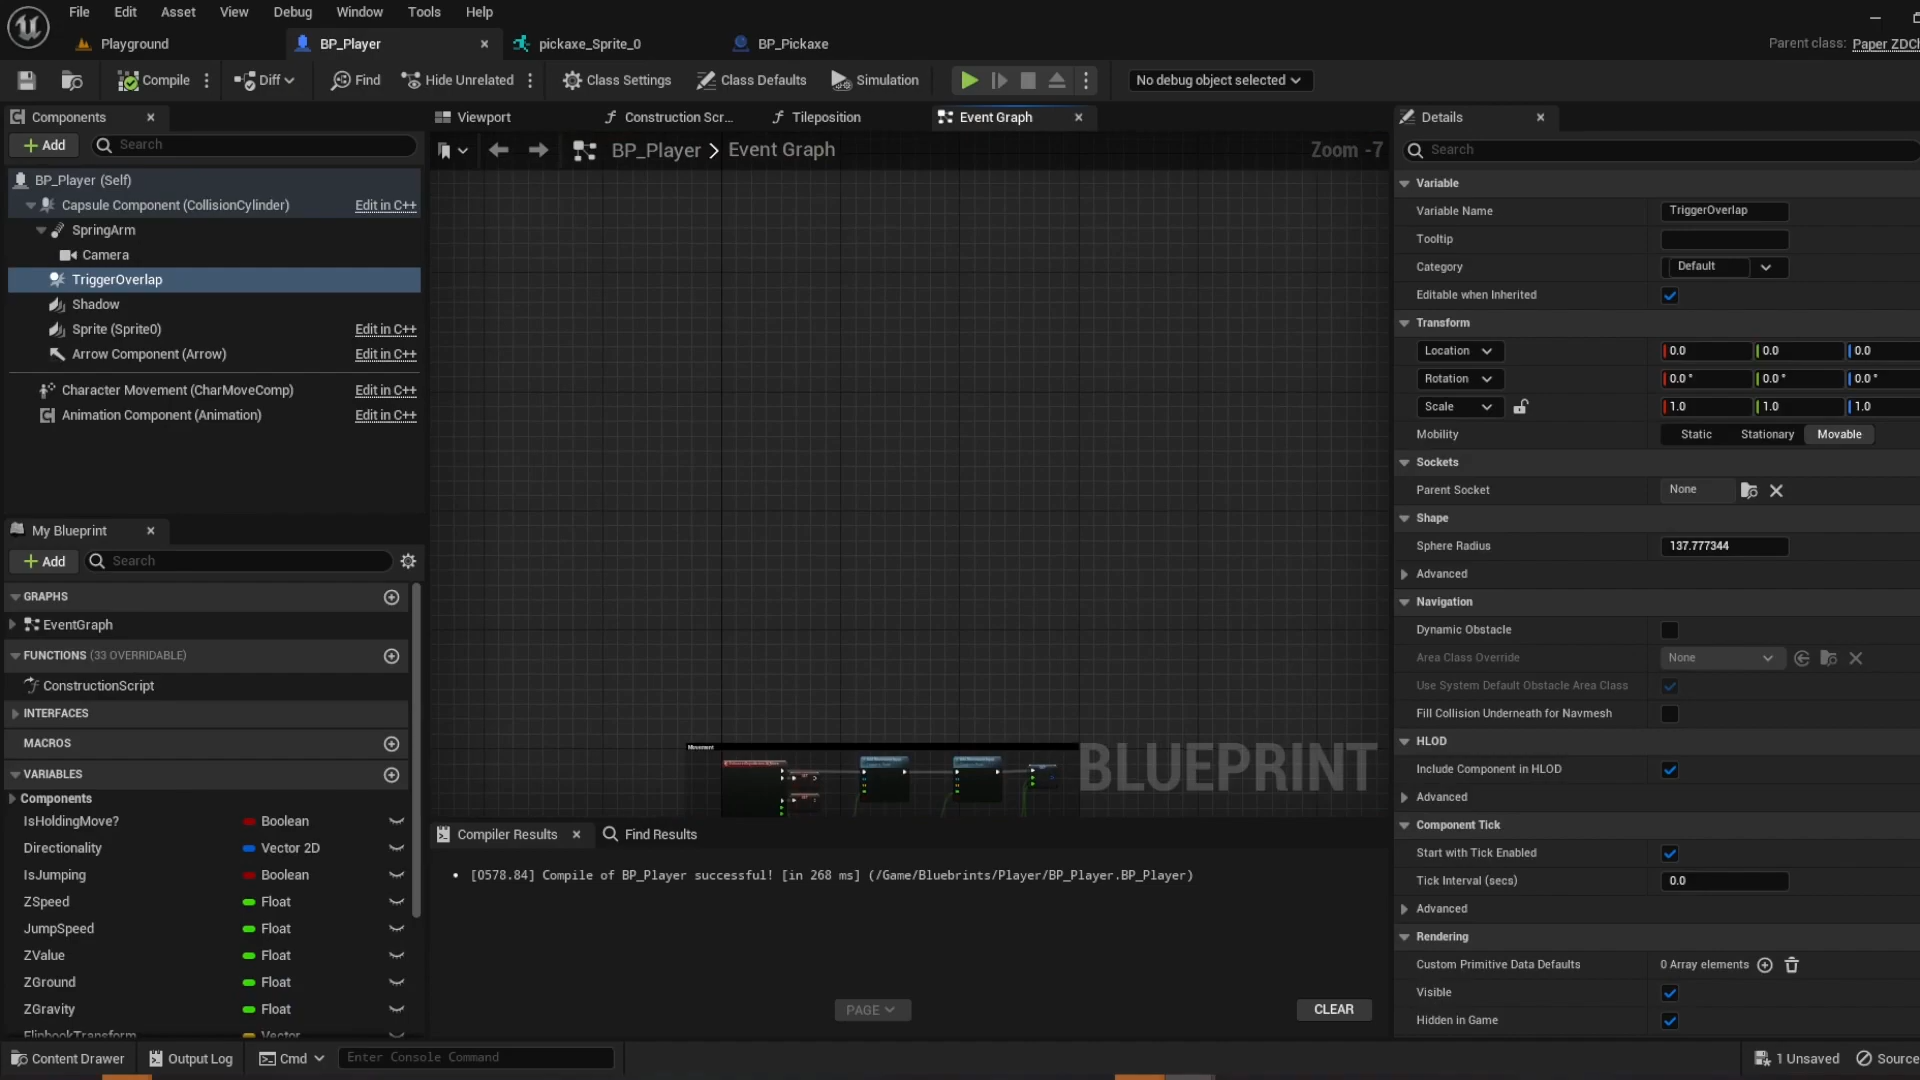 File Edit Asset View Debug Window Tools Help
Playground BP_Player pickaxe_Sprite_0 BP_Pickaxe Parent class: Paper ZDCh
Compile Diff Find Hide Unrelated Class Settings Class Defaults Simulation No debug object selected
Components Viewport Construction Scr... Tileposition Event Graph Details
Add Search BP_Player > Event Graph Zoom -7 Search
BP_Player (Self)
Capsule Component (CollisionCylinder) Edit in C++
SpringArm
Camera
TriggerOverlap
Shadow
Sprite (Sprite0) Edit in C++
Arrow Component (Arrow) Edit in C++
Character Movement (CharMoveComp) Edit in C++
Animation Component (Animation) Edit in C++
My Blueprint
Add Search
GRAPHS
EventGraph
FUNCTIONS (33 OVERRIDABLE)
ConstructionScript
INTERFACES
MACROS
VARIABLES
Components
IsHoldingMove? Boolean
Directionality Vector 2D
IsJumping Boolean
ZSpeed Float
JumpSpeed Float
ZValue Float
ZGround Float
ZGravity Float
FlipbookTransform Vector
Movement
BLUEPRINT
Compiler Results Find Results
• [0578.84] Compile of BP_Player successful! [in 268 ms] (/Game/Bluebrints/Player/BP_Player.BP_Player)
PAGE CLEAR
Variable
Variable Name TriggerOverlap
Tooltip
Category Default
Editable when Inherited
Transform
Location 0.0 0.0 0.0
Rotation 0.0 ° 0.0 ° 0.0 °
Scale 1.0 1.0 1.0
Mobility Static Stationary Movable
Sockets
Parent Socket None
Shape
Sphere Radius 137.777344
Advanced
Navigation
Dynamic Obstacle
Area Class Override None
Use System Default Obstacle Area Class
Fill Collision Underneath for Navmesh
HLOD
Include Component in HLOD
Advanced
Component Tick
Start with Tick Enabled
Tick Interval (secs) 0.0
Advanced
Rendering
Custom Primitive Data Defaults 0 Array elements
Visible
Hidden in Game
Content Drawer Output Log Cmd Enter Console Command 1 Unsaved Source